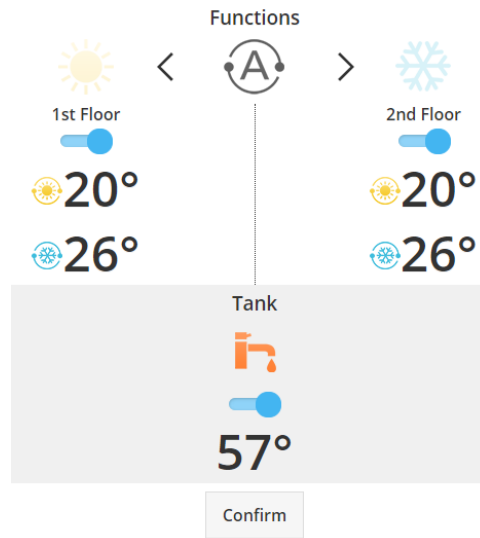 Functions
A
1st Floor 2nd Floor
20° 20°
26° 26°
Tank
57°
Confirm